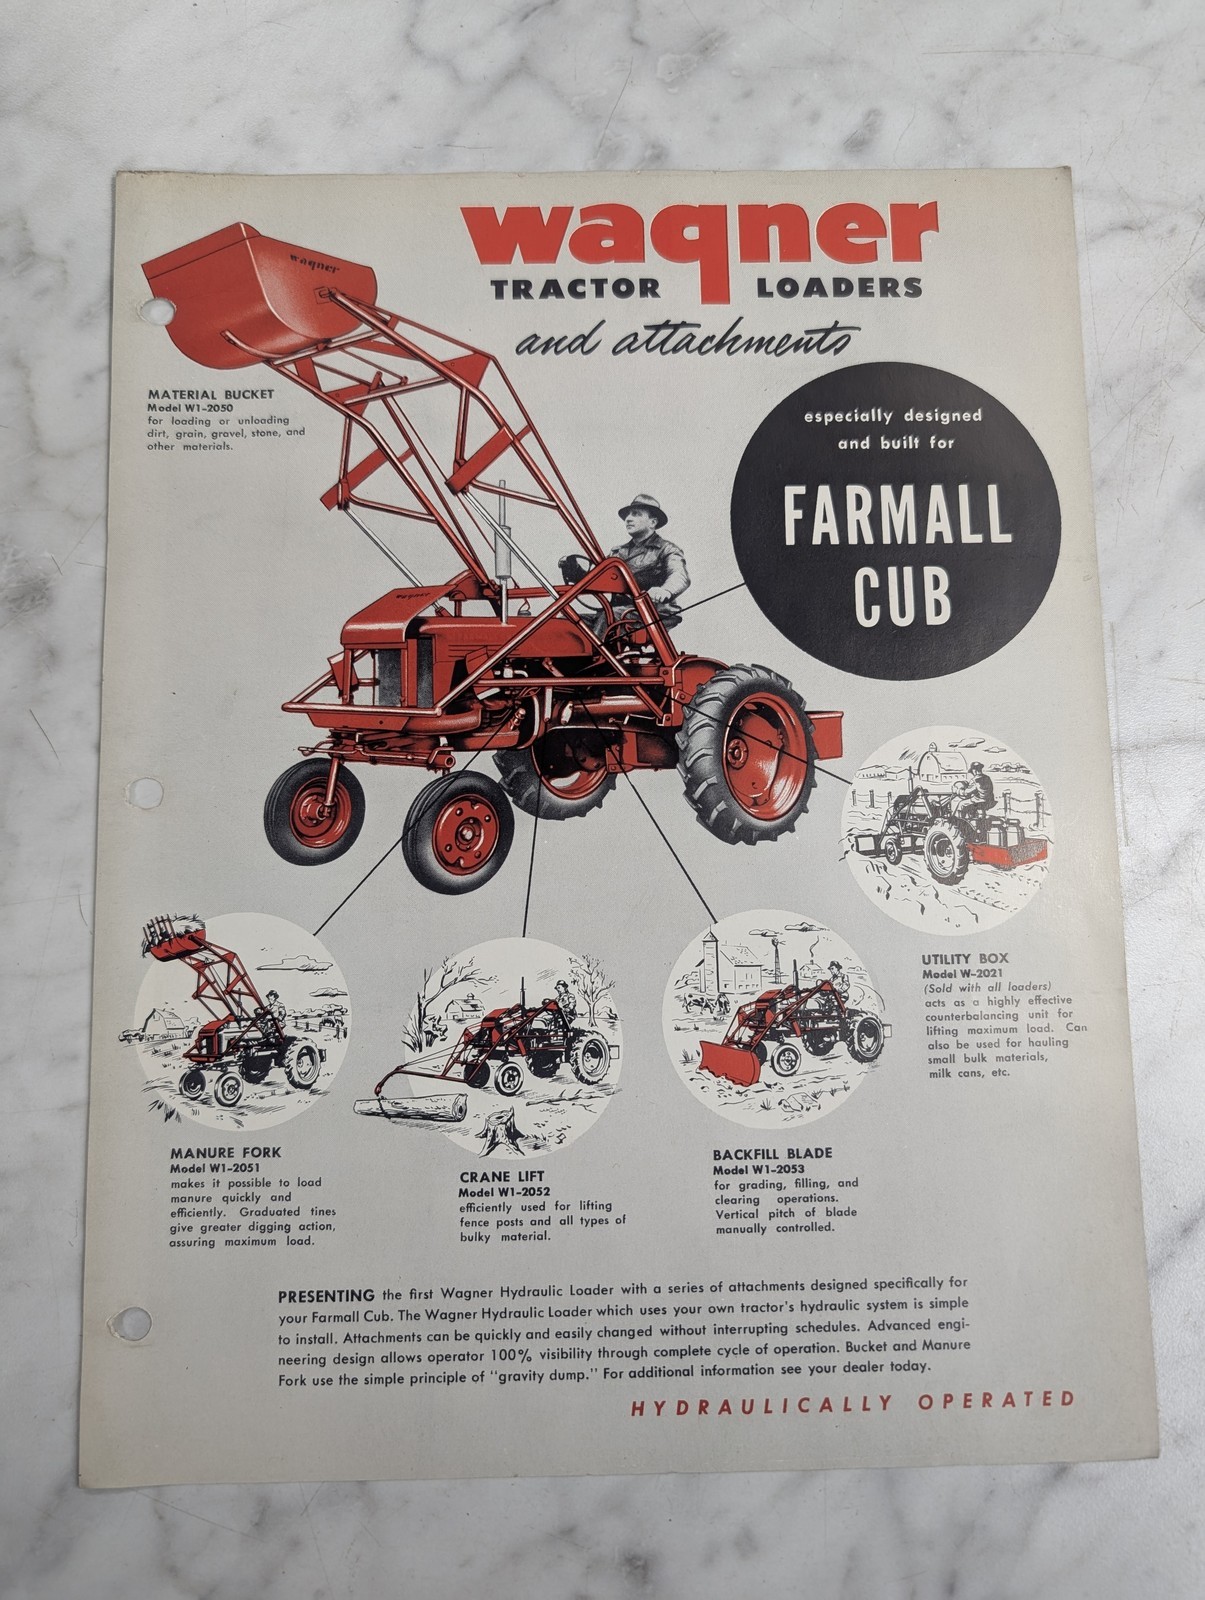 wagner
TRACTOR LOADERS
and attachments
wagner
MATERIAL BUCKET
Model W1-2050
for loading or unloading
dirt, grain, gravel, stone, and
other materials.
especially designed
and built for
FARMALL
CUB
wagner
UTILITY BOX
Model W-2021
(Sold with all loaders)
acts as a highly effective
counterbalancing unit for
lifting maximum load. Can
also be used for hauling
small bulk materials,
milk cans, etc.
MANURE FORK
Model W1-2051
makes it possible to load
manure quickly and
efficiently. Graduated tines
give greater digging action,
assuring maximum load.
CRANE LIFT
Model W1-2052
efficiently used for lifting
fence posts and all types of
bulky material.
BACKFILL BLADE
Model W1-2053
for grading, filling, and
clearing operations.
Vertical pitch of blade
manually controlled.
PRESENTING the first Wagner Hydraulic Loader with a series of attachments designed specifically for
your Farmall Cub. The Wagner Hydraulic Loader which uses your own tractor's hydraulic system is simple
to install. Attachments can be quickly and easily changed without interrupting schedules. Advanced engi-
neering design allows operator 100% visibility through complete cycle of operation. Bucket and Manure
Fork use the simple principle of "gravity dump." For additional information see your dealer today.
HYDRAULICALLY OPERATED